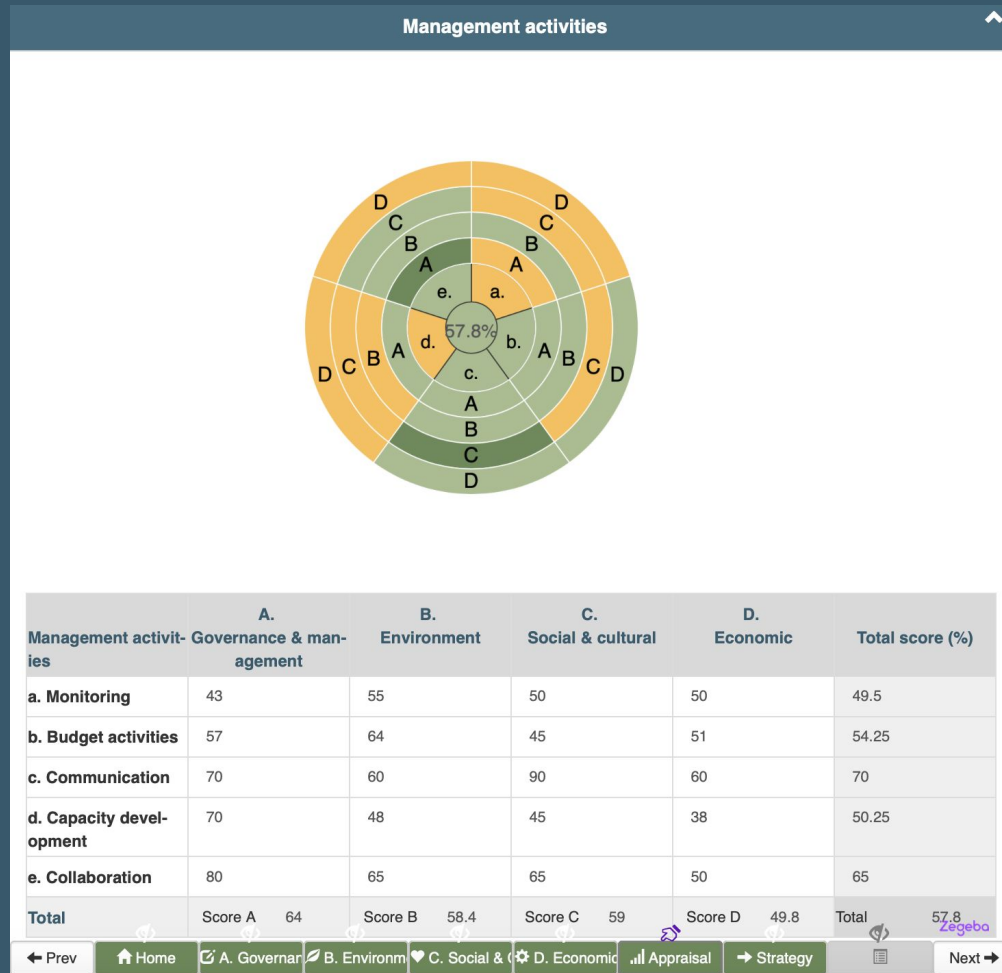 Management activities
D D
C C
B B
A A
e. a.
57.8%
d. b.
A A
B B
C C
D D
c.
A
B
C
D
Management activit-
ies
A.
Governance & man-
agement
B.
Environment
C.
Social & cultural
D.
Economic
Total score (%)
a. Monitoring 43 55 50 50 49.5
b. Budget activities 57 64 45 51 54.25
c. Communication 70 60 90 60 70
d. Capacity devel-
opment 70 48 45 38 50.25
e. Collaboration 80 65 65 50 65
Total Score A 64 Score B 58.4 Score C 59 Score D 49.8 Total 57.8
Zegeba
Prev Home A. Governan B. Environm C. Social & ( D. Economic Appraisal Strategy Next